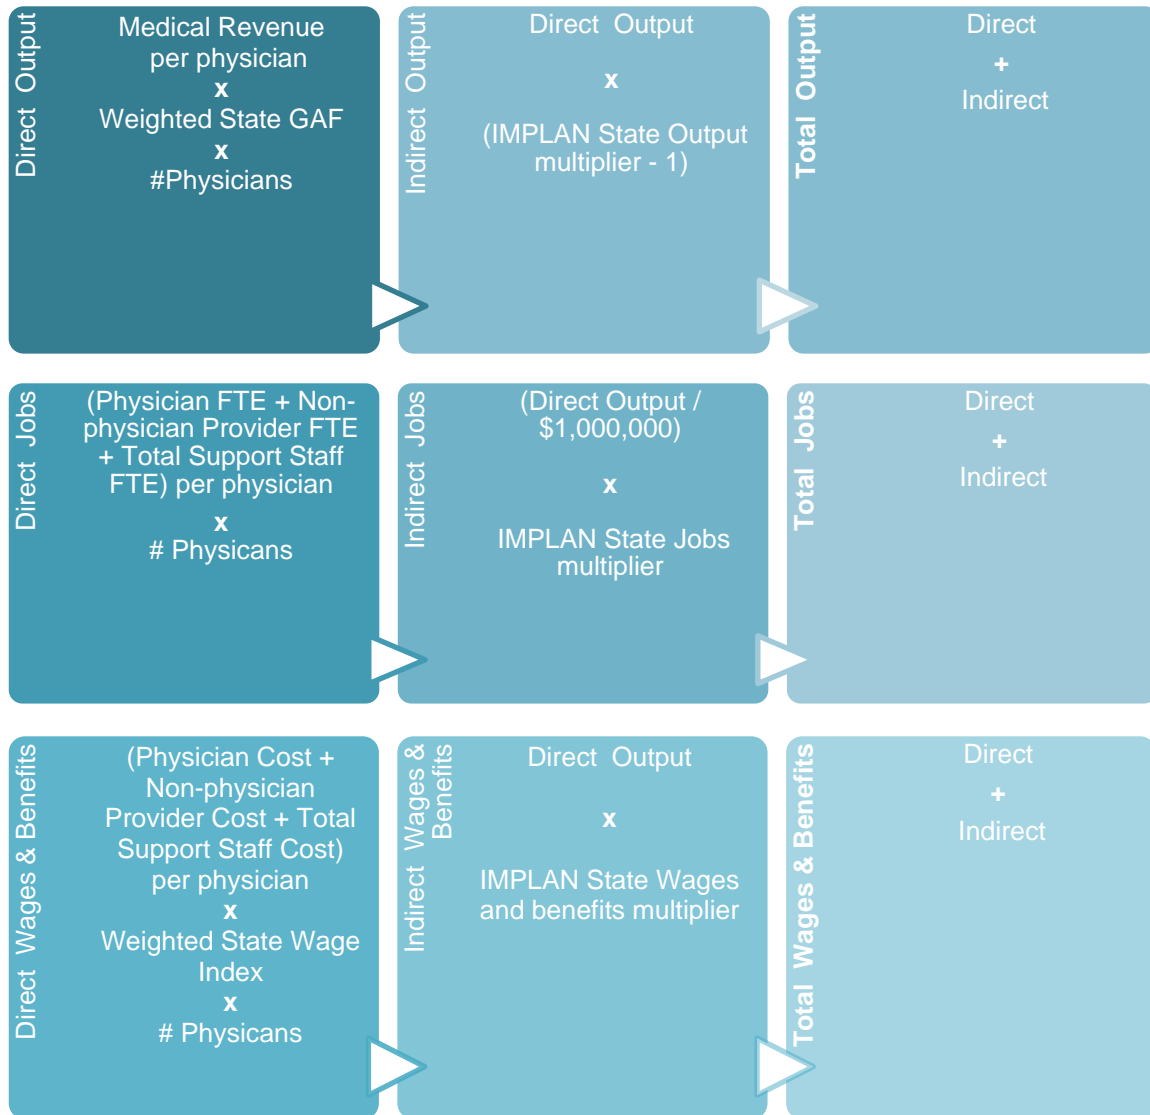 Direct Output
Medical Revenue
per physician
x
Weighted State GAF
x
#Physicians
Indirect Output
Direct Output
x
(IMPLAN State Output
multiplier - 1)
Total Output
Direct
+
Indirect
Direct Jobs
(Physician FTE + Non-
physician Provider FTE
+ Total Support Staff
FTE) per physician
x
# Physicans
Indirect Jobs
(Direct Output /
$1,000,000)
x
IMPLAN State Jobs
multiplier
Total Jobs
Direct
+
Indirect
Direct Wages & Benefits
(Physician Cost +
Non-physician
Provider Cost + Total
Support Staff Cost)
per physician
x
Weighted State Wage
Index
x
# Physicans
Indirect Wages &
Benefits
Direct Output
x
IMPLAN State Wages
and benefits multiplier
Total Wages & Benefits
Direct
+
Indirect